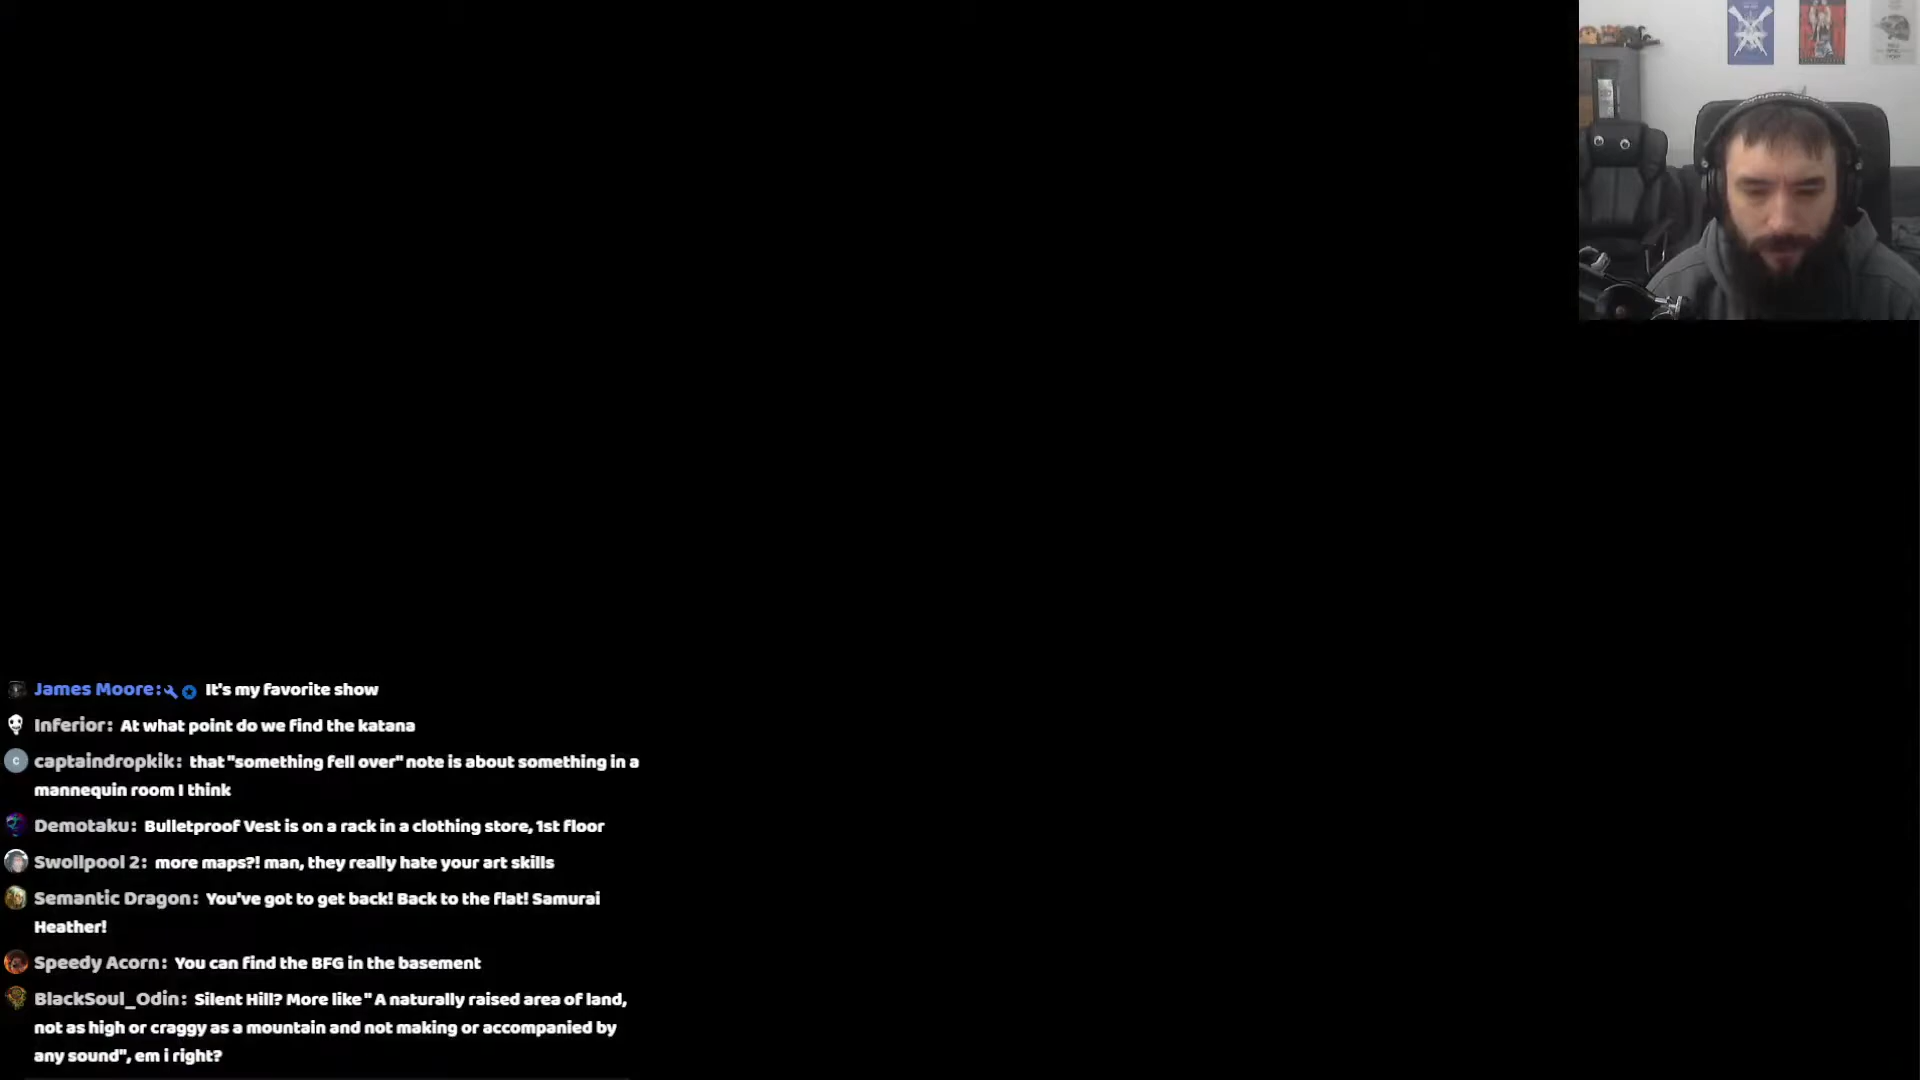 James Moore: It's my favorite show
Inferior: At what point do we find the katana
captaindropkik: that "something fell over" note is about something in a
mannequin room I think
Demotaku: Bulletproof Vest is on a rack in a clothing store, 1st floor
Swollpool 2: more maps?! man, they really hate your art skills
Semantic Dragon: You've got to get back! Back to the flat! Samurai
Heather!
Speedy Acorn: You can find the BFG in the basement
BlackSoul_Odin: Silent Hill? More like " A naturally raised area of land,
not as high or craggy as a mountain and not making or accompanied by
any sound", em i right?